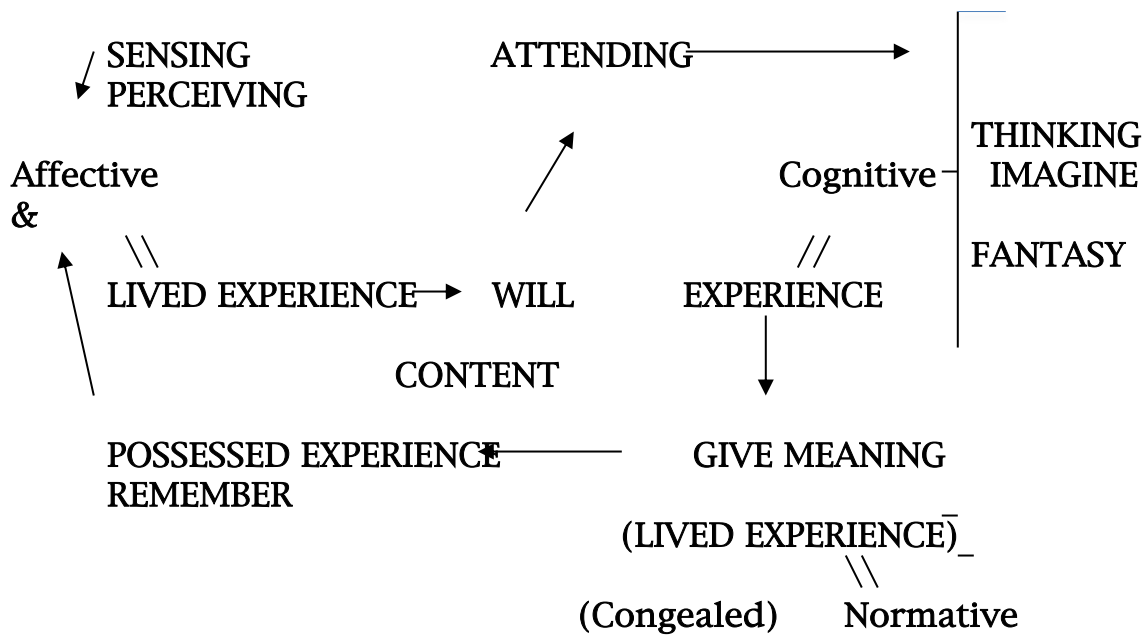 SENSING ATTENDING
PERCEIVING
THINKING
Affective Cognitive IMAGINE
&
FANTASY
LIVED EXPERIENCE WILL EXPERIENCE
CONTENT
POSSESSED EXPERIENCE GIVE MEANING
REMEMBER
(LIVED EXPERIENCE)
(Congealed) Normative